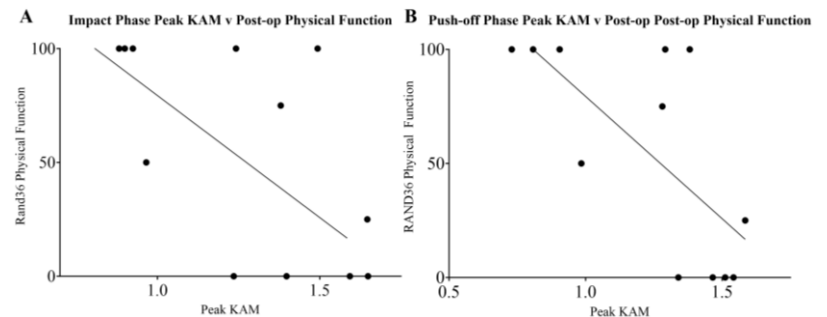 A
Impact Phase Peak KAM v Post-op Physical Function
100
50
0
Rand36 Physical Function
1.0
1.5
Peak KAM
B
Push-off Phase Peak KAM v Post-op Post-op Physical Function
100
50
0
RAND36 Physical Function
0.5
1.0
1.5
Peak KAM